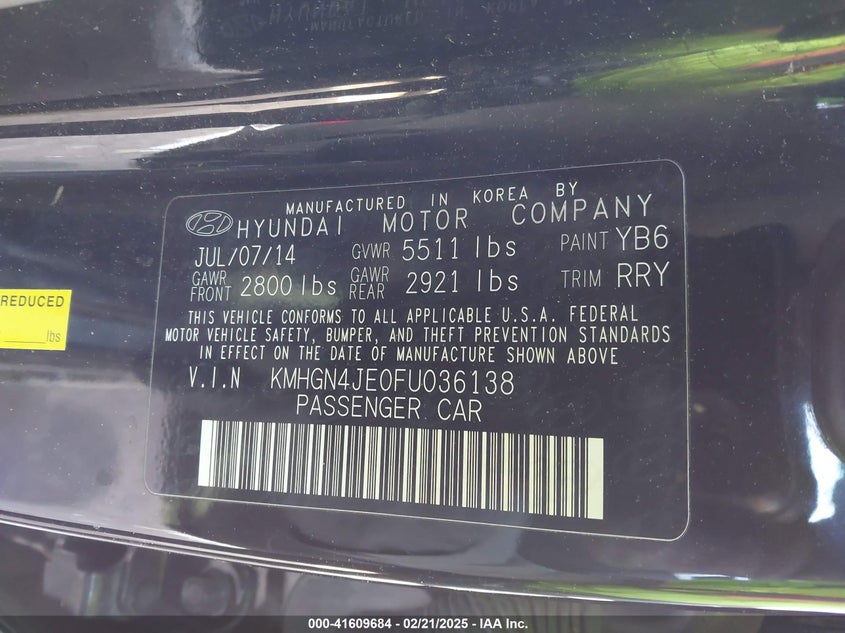 MANUFACTURED IN KOREA BY
HYUNDAI MOTOR COMPANY
JUL/07/14 GVWR 5511 lbs PAINT YB6
GAWR FRONT 2800 lbs GAWR REAR 2921 lbs TRIM RRY
THIS VEHICLE CONFORMS TO ALL APPLICABLE U.S.A. FEDERAL
MOTOR VEHICLE SAFETY, BUMPER, AND THEFT PREVENTION STANDARDS
IN EFFECT ON THE DATE OF MANUFACTURE SHOWN ABOVE
V.I.N KMHGN4JE0FU036138
PASSENGER CAR
REDUCED
lbs
000-41609684 - 02/21/2025 - IAA Inc.